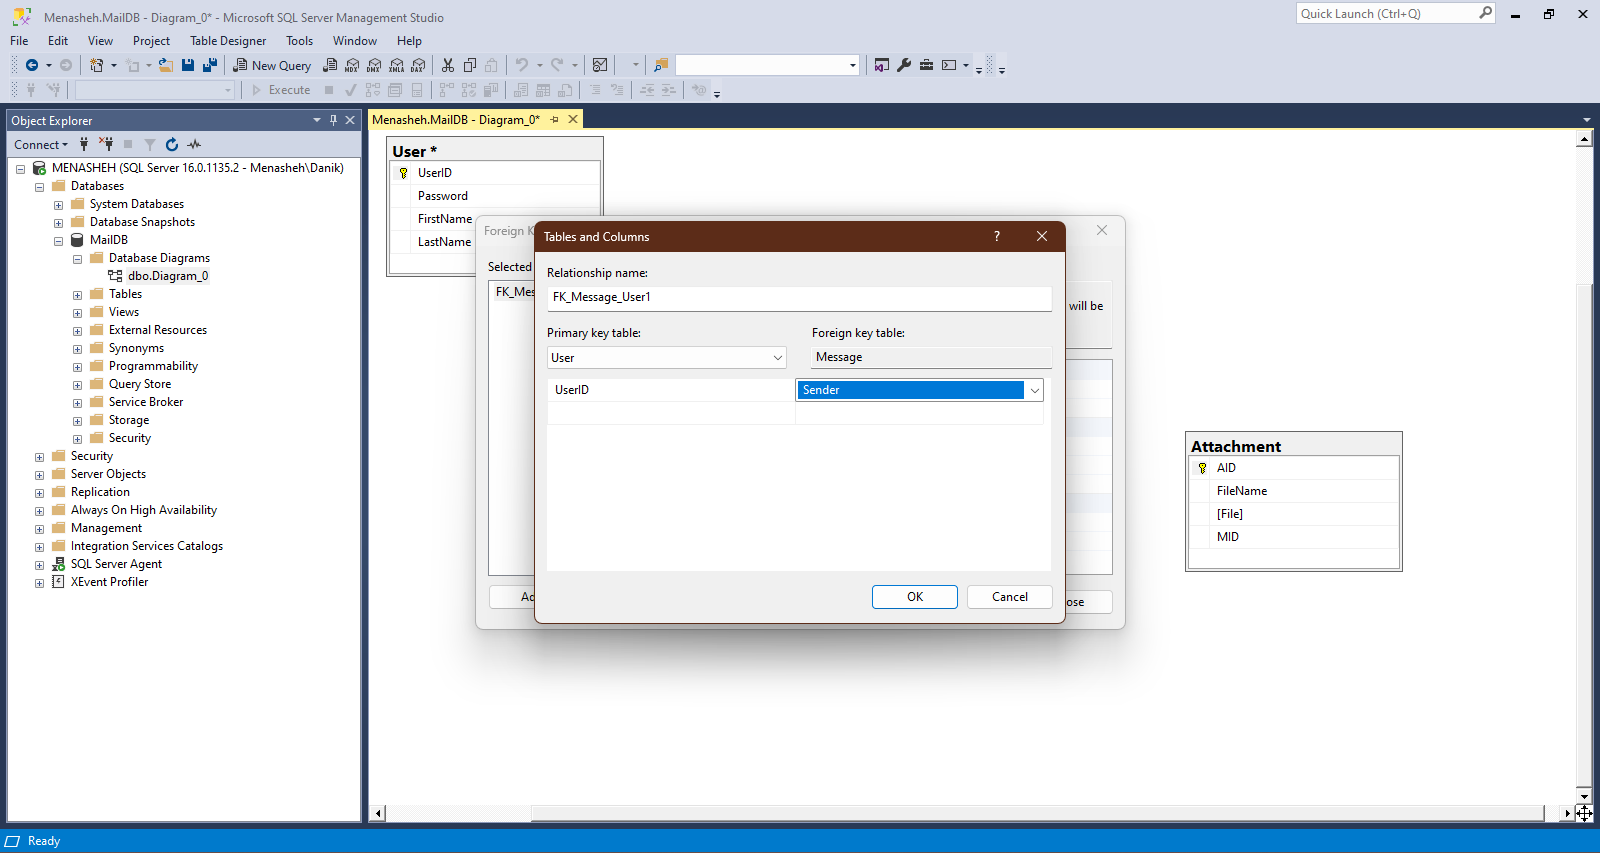 Menasheh.MailDB - Diagram_0* - Microsoft SQL Server Management Studio
Quick Launch (Ctrl+Q)
File Edit View Project Table Designer Tools Window Help
New Query
MDX DMX XMLA DAX
Execute
Object Explorer
Connect
MENASHEH (SQL Server 16.0.1135.2 - Menasheh\Danik)
Databases
System Databases
Database Snapshots
MailDB
Database Diagrams
dbo.Diagram_0
Tables
Views
External Resources
Synonyms
Programmability
Query Store
Service Broker
Storage
Security
Security
Server Objects
Replication
Always On High Availability
Management
Integration Services Catalogs
SQL Server Agent
XEvent Profiler
Menasheh.MailDB - Diagram_0*
User *
UserID
Password
FirstName
LastName
Foreign K
Selected
FK_Mes
will be
Ad
ose
Tables and Columns
?
Relationship name:
FK_Message_User1
Primary key table:
Foreign key table:
User
Message
UserID
Sender
OK
Cancel
Attachment
AID
FileName
[File]
MID
Ready